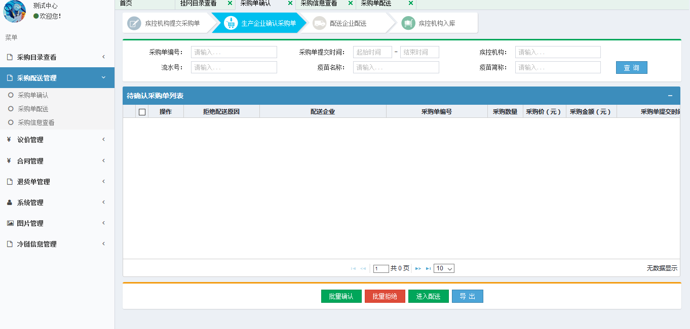 首页
挂网目录查看 ×
采购单确认 ×
采购信息查看 ×
采购单配送 ×
测试中心
欢迎您！
菜单
采购目录查看
采购配送管理
采购单确认
采购单配送
采购信息查看
议价管理
合同管理
退货单管理
系统管理
图片管理
冷链信息管理
疾控机构提交采购单
生产企业确认采购单
配送企业配送
疾控机构入库
采购单编号： 请输入...
采购单提交时间： 起始时间 - 结束时间
疾控机构： 请输入...
流水号： 请输入...
疫苗名称： 请输入...
疫苗简称： 请输入...
查 询
待确认采购单列表
操作 拒绝配送原因 配送企业 采购单编号 采购数量 采购价（元） 采购金额（元） 采购单提交时间
1 共 0 页 10
无数据显示
批量确认 批量拒绝 进入配送 导 出